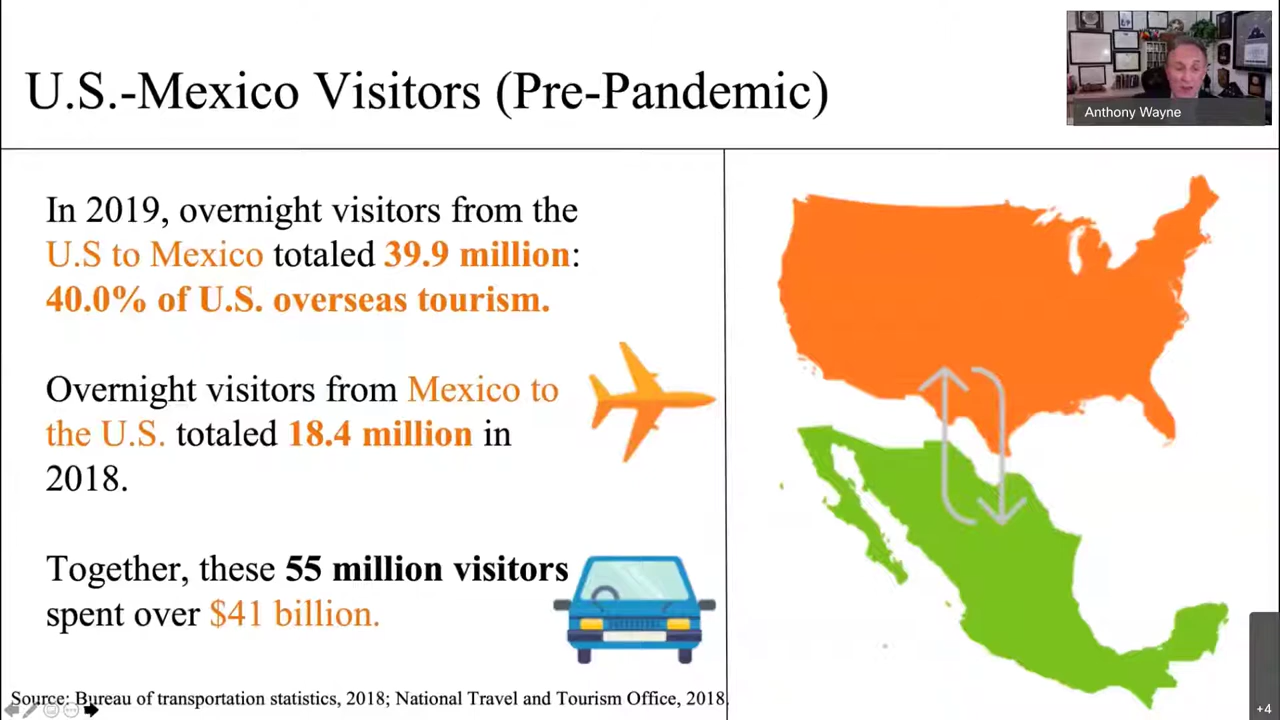 U.S.-Mexico Visitors (Pre-Pandemic)
Anthony Wayne
In 2019, overnight visitors from the
U.S to Mexico totaled 39.9 million:
40.0% of U.S. overseas tourism.
Overnight visitors from Mexico to
the U.S. totaled 18.4 million in
2018.
Together, these 55 million visitors
spent over $41 billion.
Source: Bureau of transportation statistics, 2018; National Travel and Tourism Office, 2018.
+4